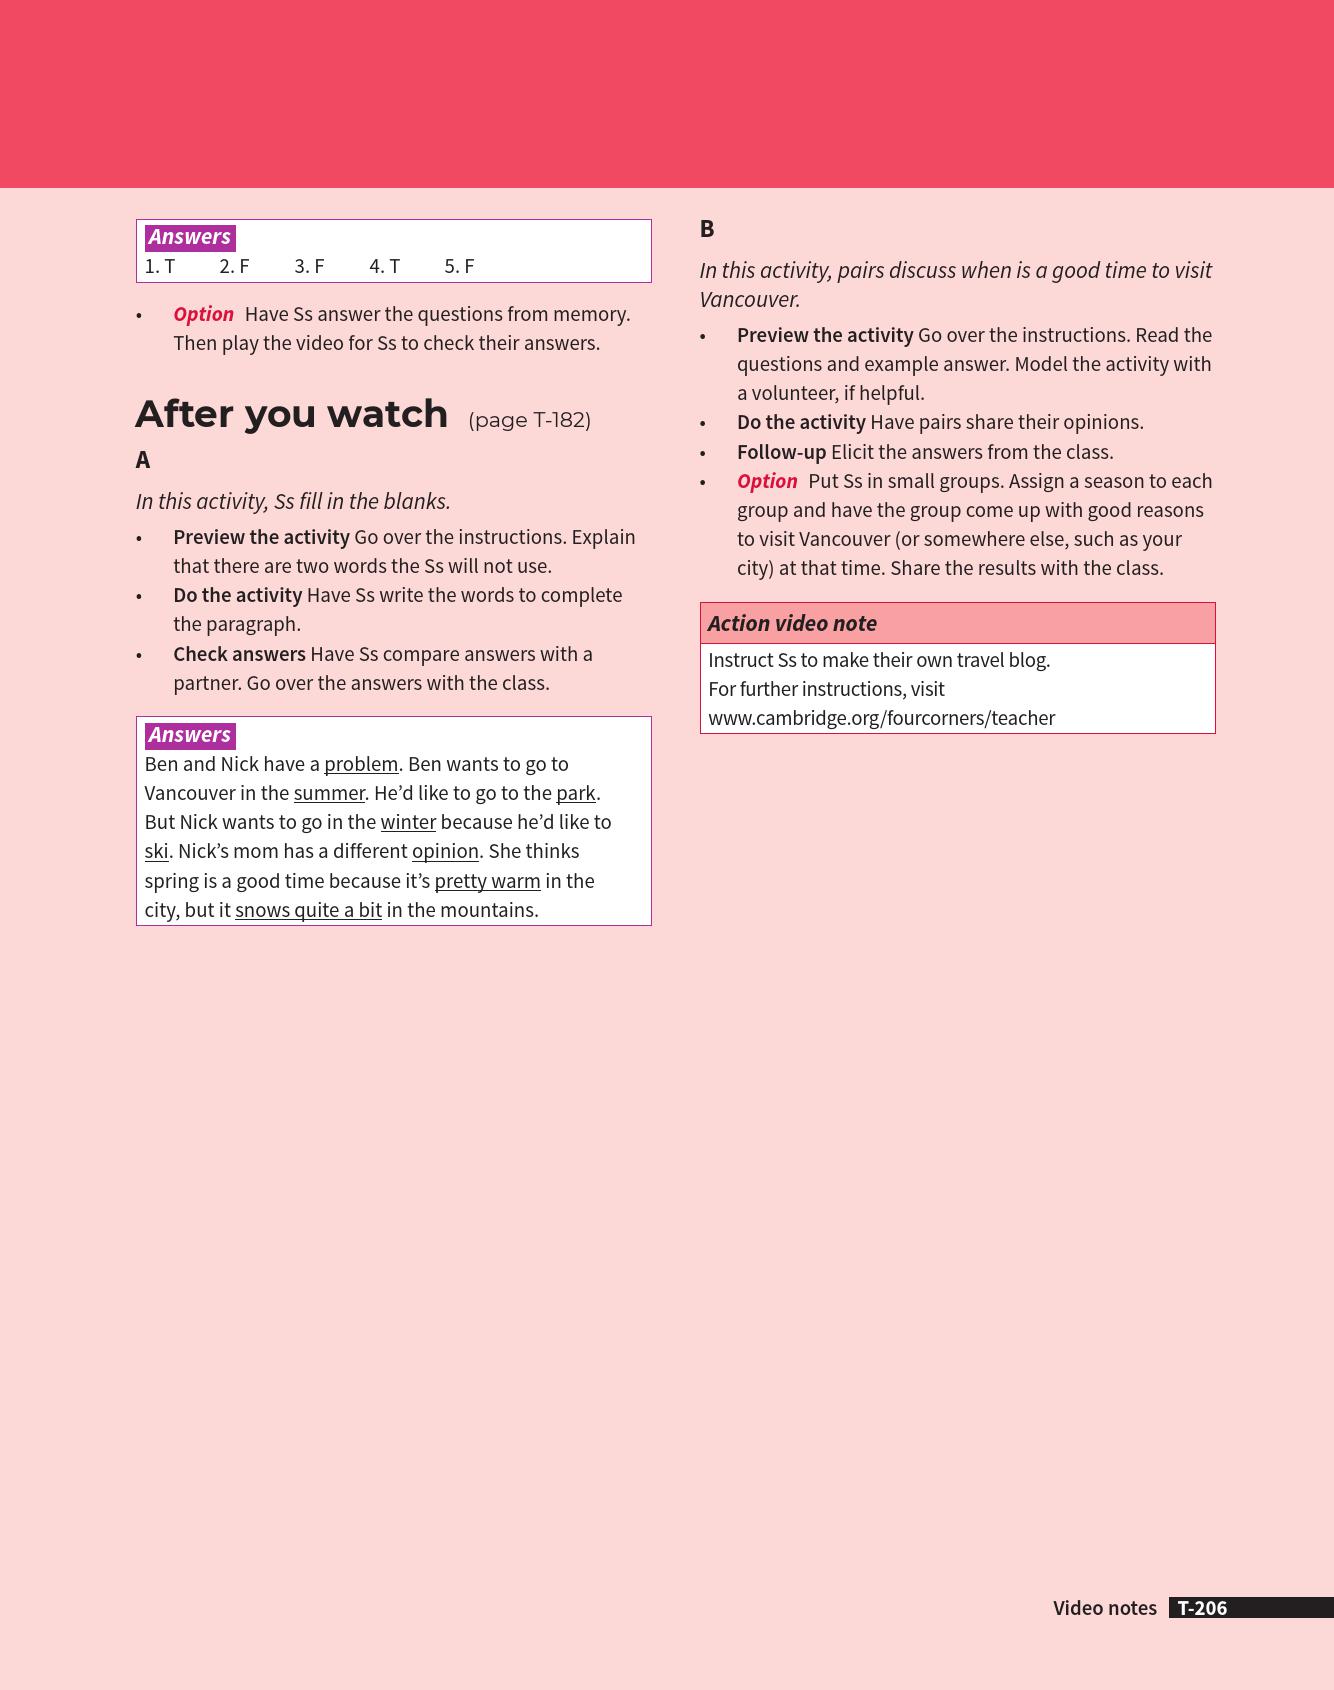 Answers
1. T 2. F 3. F 4. T 5. F
• Option Have Ss answer the questions from memory.
Then play the video for Ss to check their answers.
After you watch (page T-182)
A
In this activity, Ss fill in the blanks.
• Preview the activity Go over the instructions. Explain
that there are two words the Ss will not use.
• Do the activity Have Ss write the words to complete
the paragraph.
• Check answers Have Ss compare answers with a
partner. Go over the answers with the class.
Answers
Ben and Nick have a problem. Ben wants to go to
Vancouver in the summer. He’d like to go to the park.
But Nick wants to go in the winter because he’d like to
ski. Nick’s mom has a different opinion. She thinks
spring is a good time because it’s pretty warm in the
city, but it snows quite a bit in the mountains.
B
In this activity, pairs discuss when is a good time to visit
Vancouver.
• Preview the activity Go over the instructions. Read the
questions and example answer. Model the activity with
a volunteer, if helpful.
• Do the activity Have pairs share their opinions.
• Follow-up Elicit the answers from the class.
• Option Put Ss in small groups. Assign a season to each
group and have the group come up with good reasons
to visit Vancouver (or somewhere else, such as your
city) at that time. Share the results with the class.
Action video note
Instruct Ss to make their own travel blog.
For further instructions, visit
www.cambridge.org/fourcorners/teacher
Video notes T-206